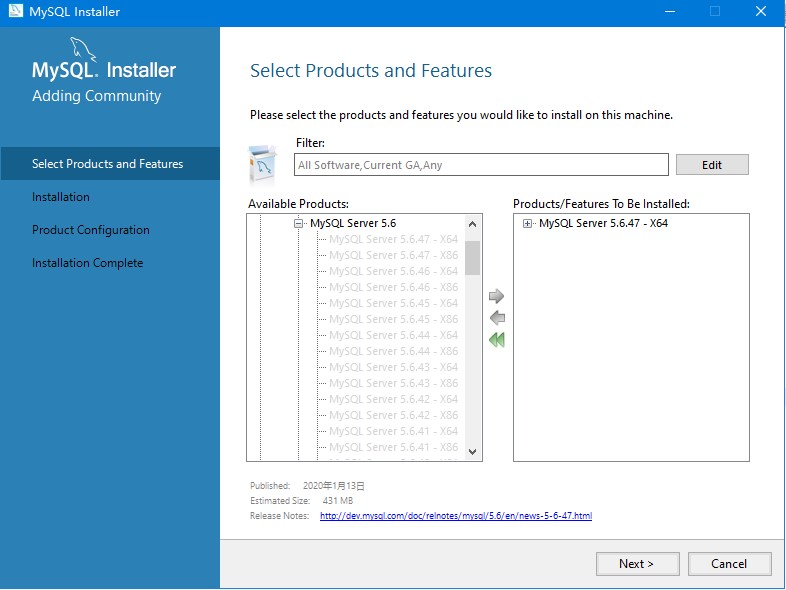 MySQL Installer
MySQL. Installer
Adding Community
Select Products and Features
Installation
Product Configuration
Installation Complete
Select Products and Features
Please select the products and features you would like to install on this machine.
Filter:
All Software,Current GA,Any
Edit
Available Products:
MySQL Server 5.6
MySQL Server 5.6.47 - X64
MySQL Server 5.6.47 - X86
MySQL Server 5.6.46 - X64
MySQL Server 5.6.46 - X86
MySQL Server 5.6.45 - X64
MySQL Server 5.6.45 - X86
MySQL Server 5.6.44 - X64
MySQL Server 5.6.44 - X86
MySQL Server 5.6.43 - X64
MySQL Server 5.6.43 - X86
MySQL Server 5.6.42 - X64
MySQL Server 5.6.42 - X86
MySQL Server 5.6.41 - X64
MySQL Server 5.6.41 - X86
Products/Features To Be Installed:
MySQL Server 5.6.47 - X64
Published: 2020年1月13日
Estimated Size: 431 MB
Release Notes: http://dev.mysql.com/doc/relnotes/mysql/5.6/en/news-5-6-47.html
Next >
Cancel